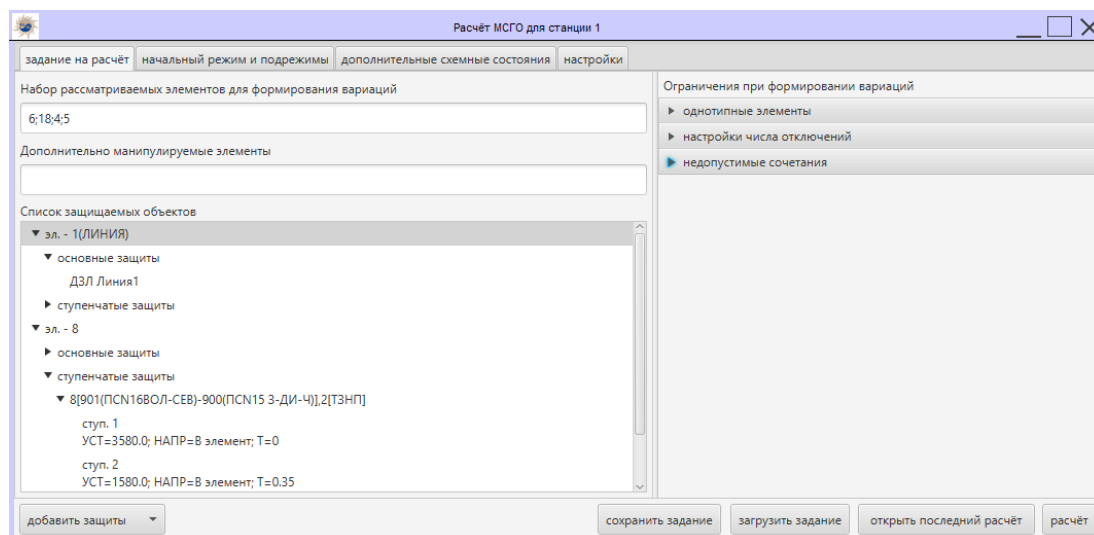 Расчёт МСГО для станции 1
задание на расчёт
начальный режим и подрежимы
дополнительные схемные состояния
настройки
Набор рассматриваемых элементов для формирования вариаций
6;18;4;5
Дополнительно манипулируемые элементы
Список защищаемых объектов
эл. - 1(ЛИНИЯ)
основные защиты
ДЗЛ Линия1
ступенчатые защиты
эл. - 8
основные защиты
ступенчатые защиты
8[901(ПСN16ВОЛ-СЕВ)-900(ПСN15 З-ДИ-Ч)],2[ТЗНП]
ступ. 1
УСТ=3580.0; НАПР=В элемент; Т=0
ступ. 2
УСТ=1580.0; НАПР=В элемент; Т=0.35
Ограничения при формировании вариаций
однотипные элементы
настройки числа отключений
недопустимые сочетания
добавить защиты
сохранить задание
загрузить задание
открыть последний расчёт
расчёт